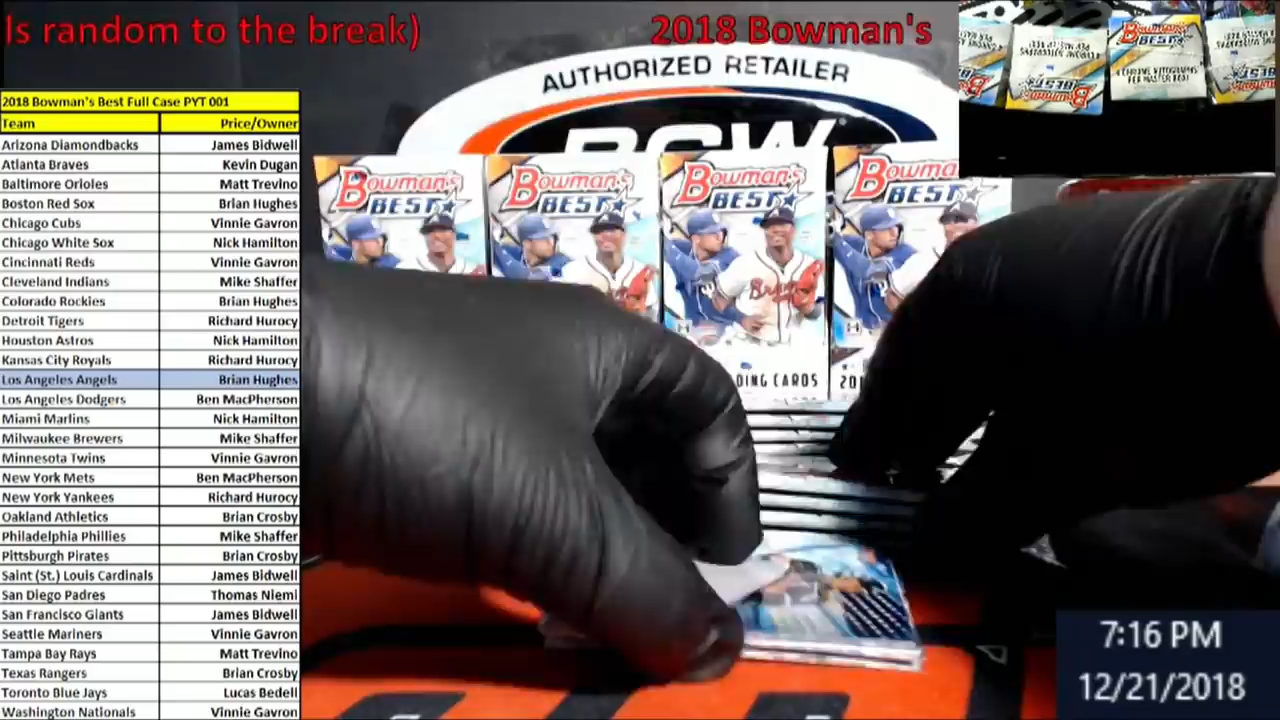 ls random to the break)
2018 Bowman's
AUTHORIZED RETAILER
BCW
2018 Bowman's Best Full Case PYT 001
Team Price/Owner
Arizona Diamondbacks James Bidwell
Atlanta Braves Kevin Dugan
Baltimore Orioles Matt Trevino
Boston Red Sox Brian Hughes
Chicago Cubs Vinnie Gavron
Chicago White Sox Nick Hamilton
Cincinnati Reds Vinnie Gavron
Cleveland Indians Mike Shaffer
Colorado Rockies Brian Hughes
Detroit Tigers Richard Hurocy
Houston Astros Nick Hamilton
Kansas City Royals Richard Hurocy
Los Angeles Angels Brian Hughes
Los Angeles Dodgers Ben MacPherson
Miami Marlins Nick Hamilton
Milwaukee Brewers Mike Shaffer
Minnesota Twins Vinnie Gavron
New York Mets Ben MacPherson
New York Yankees Richard Hurocy
Oakland Athletics Brian Crosby
Philadelphia Phillies Mike Shaffer
Pittsburgh Pirates Brian Crosby
Saint (St.) Louis Cardinals James Bidwell
San Diego Padres Thomas Niemi
San Francisco Giants James Bidwell
Seattle Mariners Vinnie Gavron
Tampa Bay Rays Matt Trevino
Texas Rangers Brian Crosby
Toronto Blue Jays Lucas Bedell
Washington Nationals Vinnie Gavron
Bowman's
BEST
Bowman's
BEST
Bowman's
BEST
Braves
DING CARDS
Bowma
BEST
201
Bowman's
BEST
BEST
7:16 PM
12/21/2018